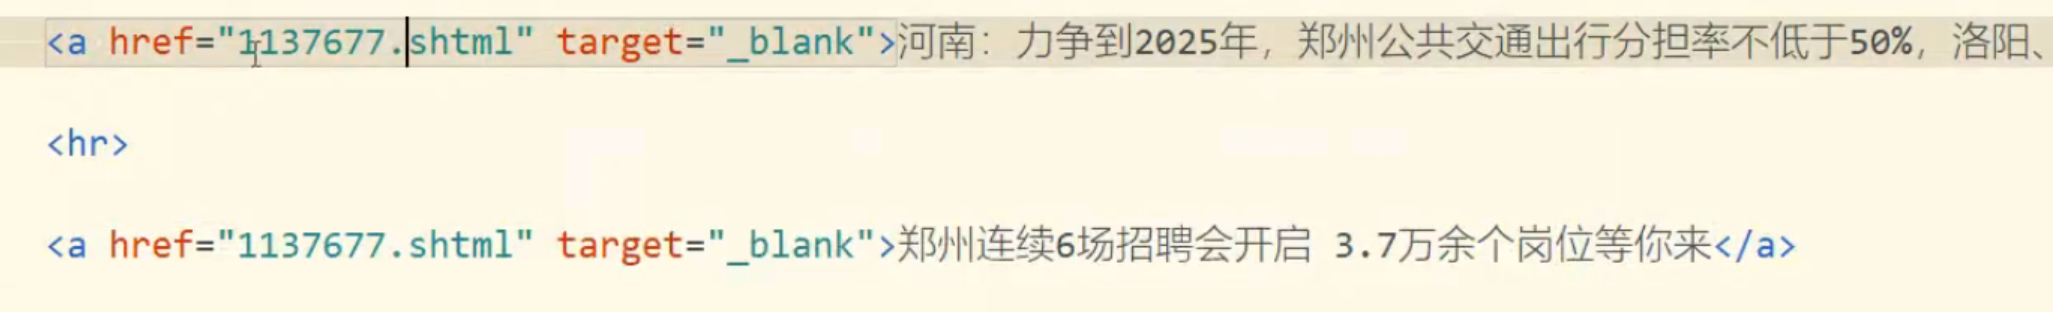 <a href="1137677.shtml" target="_blank">河南：力争到2025年，郑州公共交通出行分担率不低于50%，洛阳、
<hr>
<a href="1137677.shtml" target="_blank">郑州连续6场招聘会开启 3.7万余个岗位等你来</a>